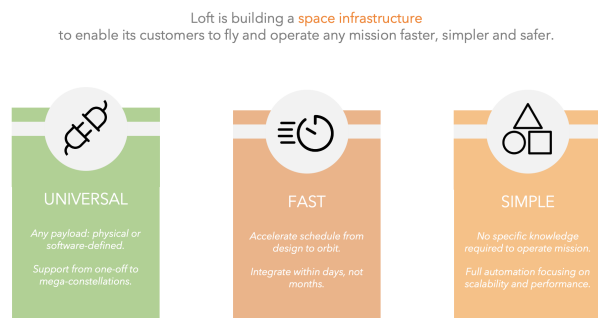 Loft is building a space infrastructure
to enable its customers to fly and operate any mission faster, simpler and safer.
UNIVERSAL
Any payload: physical or
software-defined.
Support from one-off to
mega-constellations.
FAST
Accelerate schedule from
design to orbit.
Integrate within days, not
months.
SIMPLE
No specific knowledge
required to operate mission.
Full automation focusing on
scalability and performance.